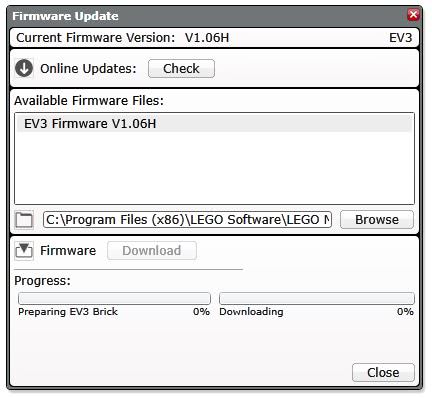 Firmware Update
Current Firmware Version: V1.06H EV3
Online Updates: Check
Available Firmware Files:
EV3 Firmware V1.06H
C:\Program Files (x86)\LEGO Software\LEGO Browse
Firmware Download
Progress:
Preparing EV3 Brick 0% Downloading 0%
Close